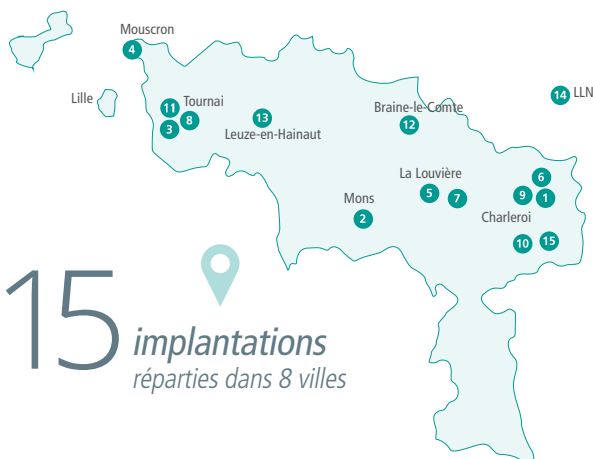 Mouscron
4
Lille
11 Tournai
3 8
13
Leuze-en-Hainaut
Braine-le-Comte
12
14 LLN
La Louvière
5 7
Mons
2
6
9 1
Charleroi
10 15
15 implantations
réparties dans 8 villes